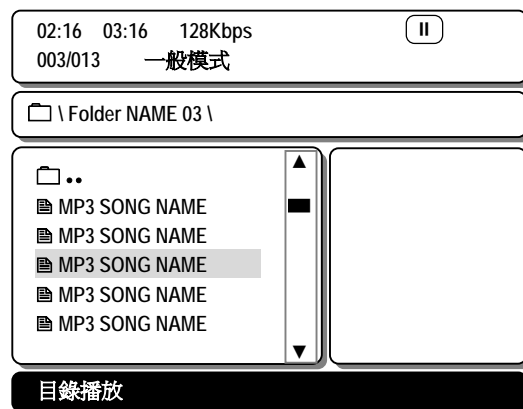 02:16 03:16 128Kbps
003/013 一般模式
\ Folder NAME 03 \
..
MP3 SONG NAME
MP3 SONG NAME
MP3 SONG NAME
MP3 SONG NAME
MP3 SONG NAME
目錄播放